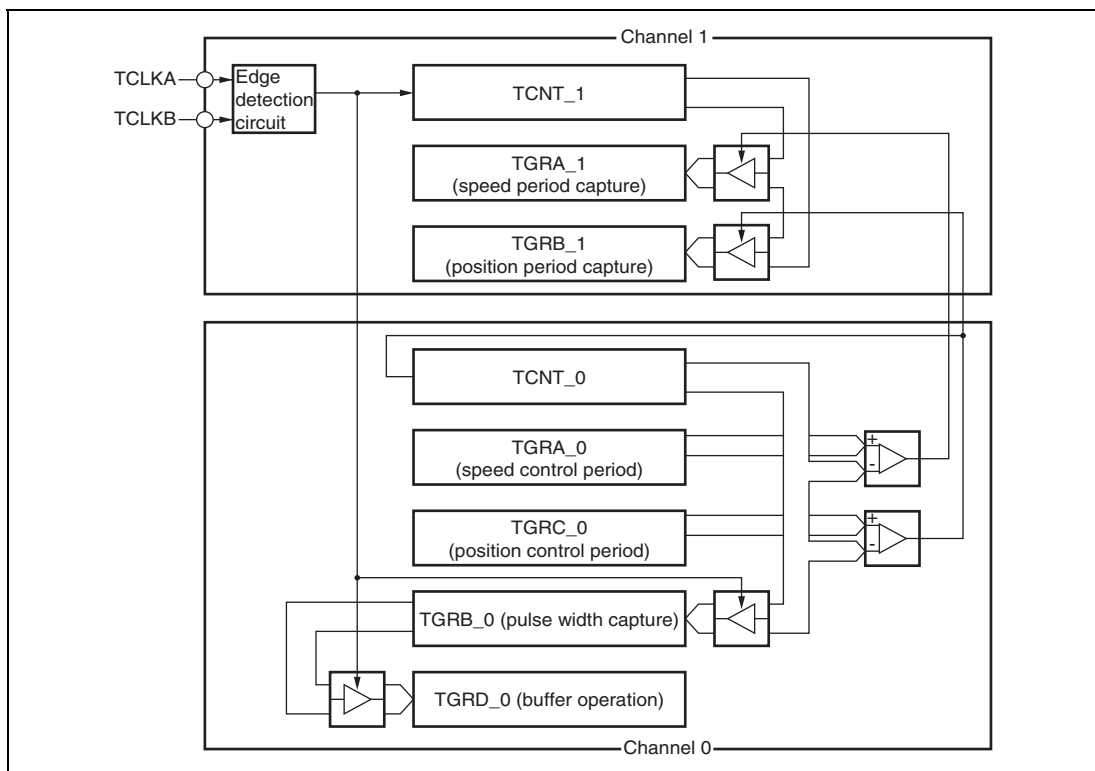 Channel 1
TCLKA
TCLKB
Edge
detection
circuit
TCNT_1
TGRA_1
(speed period capture)
TGRB_1
(position period capture)
TCNT_0
TGRA_0
(speed control period)
+
-
TGRC_0
(position control period)
+
-
TGRB_0 (pulse width capture)
TGRD_0 (buffer operation)
Channel 0